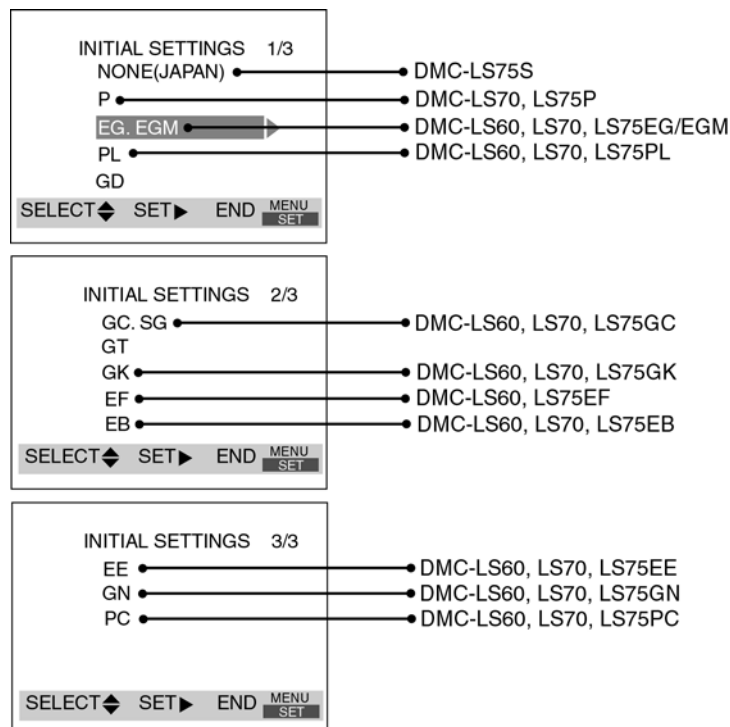 INITIAL SETTINGS 1/3
NONE(JAPAN) DMC-LS75S
P DMC-LS70, LS75P
EG. EGM DMC-LS60, LS70, LS75EG/EGM
PL DMC-LS60, LS70, LS75PL
GD
SELECT SET END MENU SET
INITIAL SETTINGS 2/3
GC. SG DMC-LS60, LS70, LS75GC
GT
GK DMC-LS60, LS70, LS75GK
EF DMC-LS60, LS75EF
EB DMC-LS60, LS70, LS75EB
SELECT SET END MENU SET
INITIAL SETTINGS 3/3
EE DMC-LS60, LS70, LS75EE
GN DMC-LS60, LS70, LS75GN
PC DMC-LS60, LS70, LS75PC
SELECT SET END MENU SET